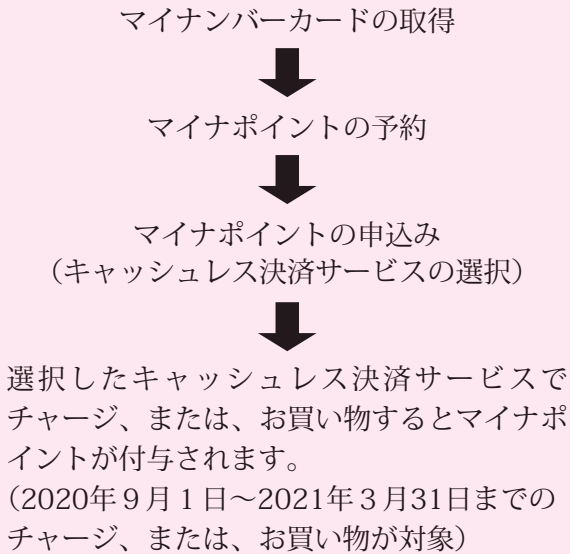 マイナンバーカードの取得
マイナポイントの予約
マイナポイントの申込み
（キャッシュレス決済サービスの選択）
選択したキャッシュレス決済サービスで
チャージ、または、お買い物するとマイナポ
イントが付与されます。
（2020年９月１日～2021年３月31日までの
チャージ、または、お買い物が対象）